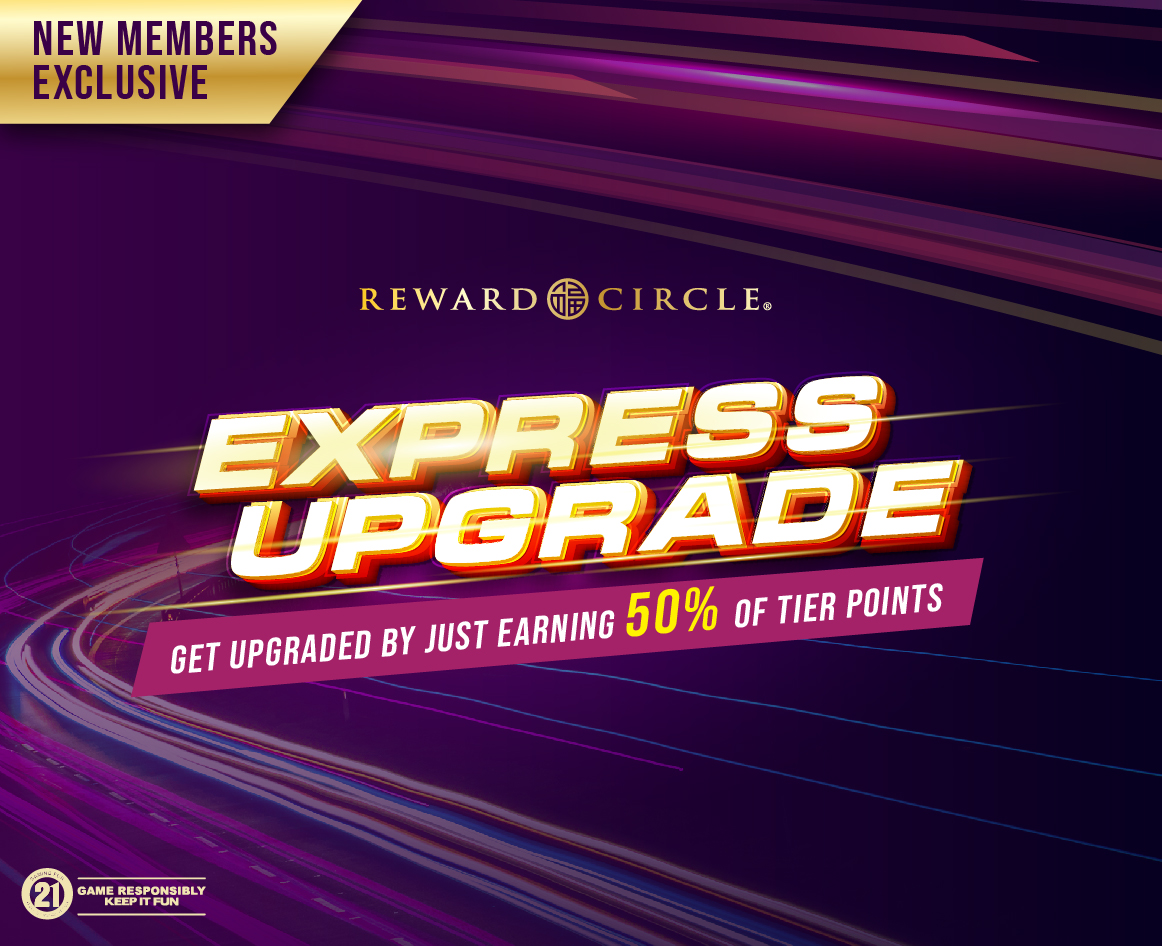 NEW MEMBERS
EXCLUSIVE
REWARD 福 CIRCLE®
EXPRESS
UPGRADE
GET UPGRADED BY JUST EARNING 50% OF TIER POINTS
21
GAME RESPONSIBLY
KEEP IT FUN